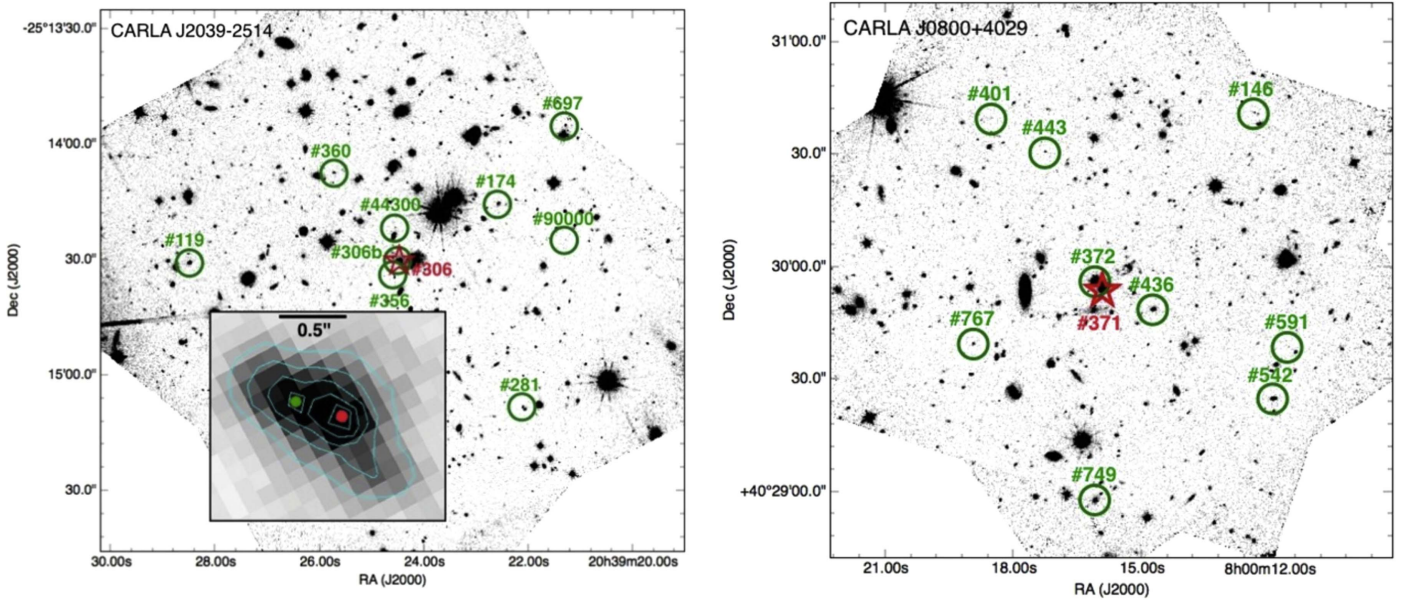 CARLA J2039-2514
-25°13'30.0"
14'00.0"
30.0"
15'00.0"
30.0"
Dec (J2000)
#697
#360
#174
#44300
#90000
#119
#306b
#306
#356
0.5"
#281
30.00s
28.00s
26.00s
24.00s
22.00s
20h39m20.00s
RA (J2000)
CARLA J0800+4029
31'00.0"
30.0"
30'00.0"
30.0"
+40°29'00.0"
Dec (J2000)
#401
#146
#443
#372
#436
#371
#767
#591
#542
#749
21.00s
18.00s
15.00s
8h00m12.00s
RA (J2000)